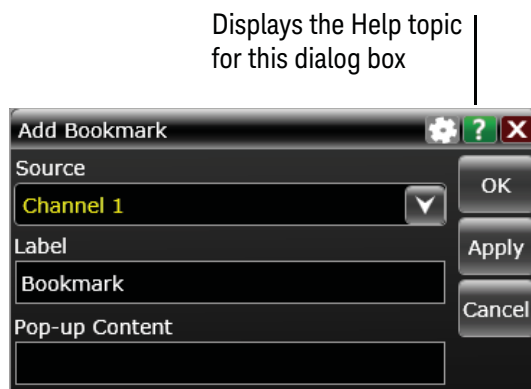 Displays the Help topic
for this dialog box
Add Bookmark
?
X
Source
Channel 1
OK
Label
Apply
Bookmark
Cancel
Pop-up Content